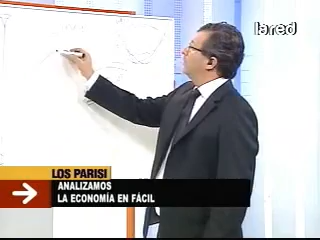 lared
LOS PARISI
ANALIZAMOS
LA ECONOMÍA EN FÁCIL